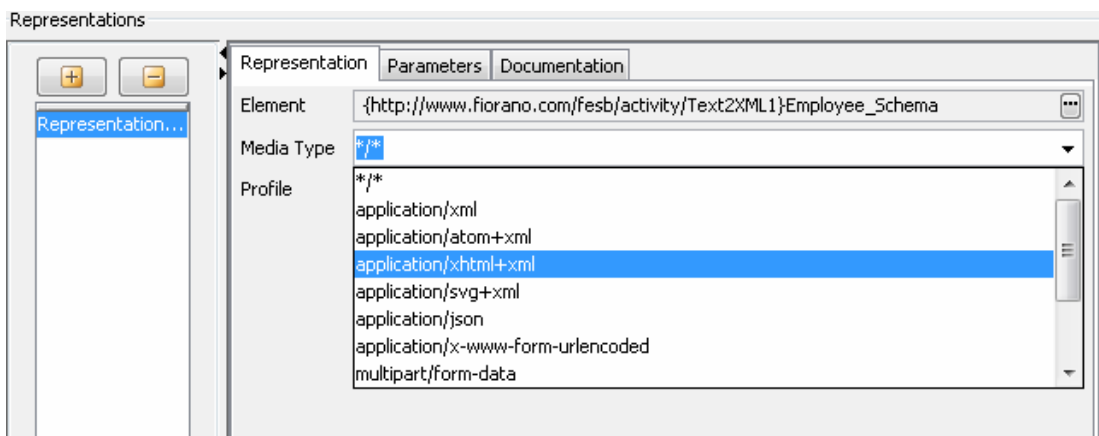 Representations
Representation...
Representation Parameters Documentation
Element {http://www.fiorano.com/fesb/activity/Text2XML1}Employee_Schema
Media Type */*
Profile
*/*
application/xml
application/atom+xml
application/xhtml+xml
application/svg+xml
application/json
application/x-www-form-urlencoded
multipart/form-data